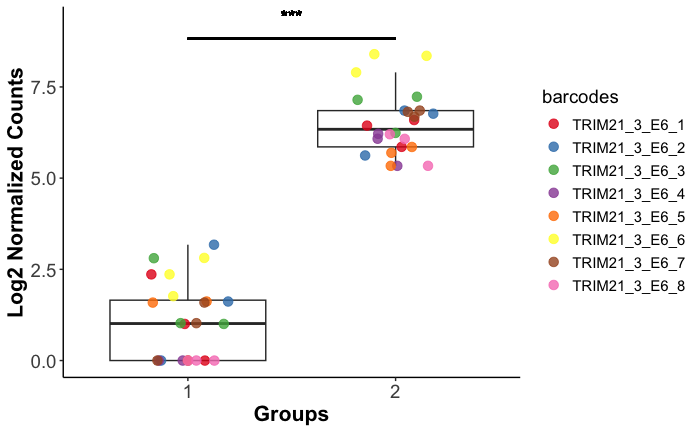 ***
Log2 Normalized Counts
7.5
5.0
2.5
0.0
1
2
Groups
barcodes
TRIM21_3_E6_1
TRIM21_3_E6_2
TRIM21_3_E6_3
TRIM21_3_E6_4
TRIM21_3_E6_5
TRIM21_3_E6_6
TRIM21_3_E6_7
TRIM21_3_E6_8